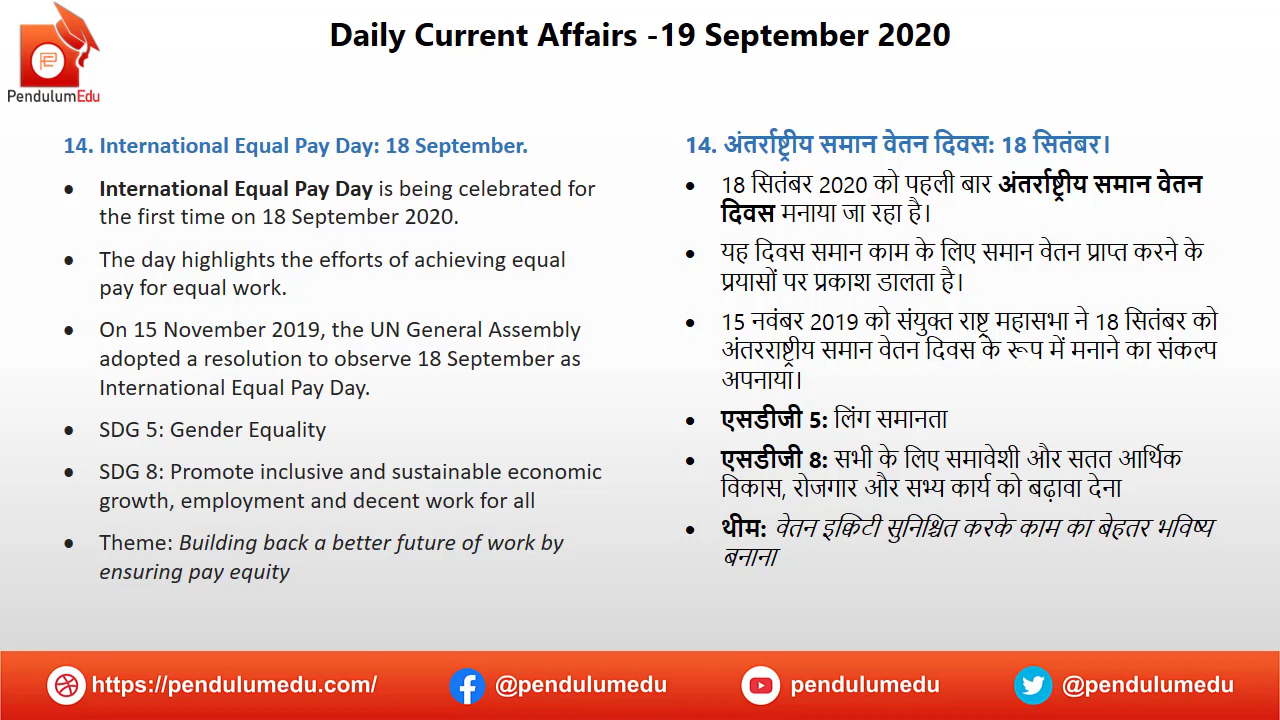 Daily Current Affairs -19 September 2020
PendulumEdu
14. International Equal Pay Day: 18 September.
● International Equal Pay Day is being celebrated for
the first time on 18 September 2020.
● The day highlights the efforts of achieving equal
pay for equal work.
● On 15 November 2019, the UN General Assembly
adopted a resolution to observe 18 September as
International Equal Pay Day.
● SDG 5: Gender Equality
● SDG 8: Promote inclusive and sustainable economic
growth, employment and decent work for all
● Theme: Building back a better future of work by
ensuring pay equity
14. अंतर्राष्ट्रीय समान वेतन दिवस: 18 सितंबर।
● 18 सितंबर 2020 को पहली बार अंतर्राष्ट्रीय समान वेतन
दिवस मनाया जा रहा है।
● यह दिवस समान काम के लिए समान वेतन प्राप्त करने के
प्रयासों पर प्रकाश डालता है।
● 15 नवंबर 2019 को संयुक्त राष्ट्र महासभा ने 18 सितंबर को
अंतरराष्ट्रीय समान वेतन दिवस के रूप में मनाने का संकल्प
अपनाया।
● एसडीजी 5: लिंग समानता
● एसडीजी 8: सभी के लिए समावेशी और सतत आर्थिक
विकास, रोजगार और सभ्य कार्य को बढ़ावा देना
● थीम: वेतन इक्विटी सुनिश्चित करके काम का बेहतर भविष्य
बनाना
https://pendulumedu.com/
@pendulumedu
pendulumedu
@pendulumedu